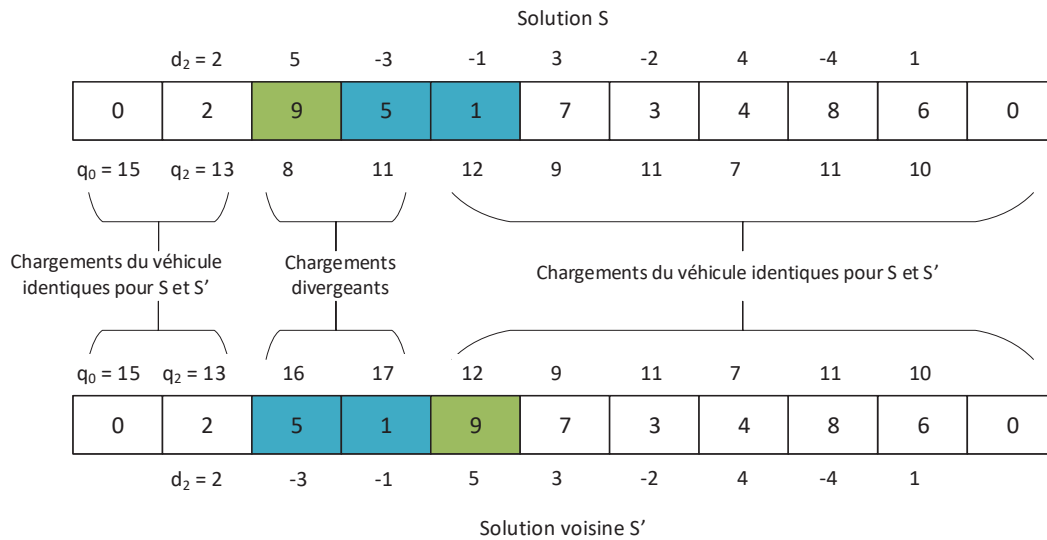 Solution S
d₂ = 2 5 -3 -1 3 -2 4 -4 1
0 2 9 5 1 7 3 4 8 6 0
q₀ = 15 q₂ = 13 8 11 12 9 11 7 11 10
Chargements du véhicule
identiques pour S et S’
Chargements
divergeants
Chargements du véhicule identiques pour S et S’
q₀ = 15 q₂ = 13 16 17 12 9 11 7 11 10
0 2 5 1 9 7 3 4 8 6 0
d₂ = 2 -3 -1 5 3 -2 4 -4 1
Solution voisine S’